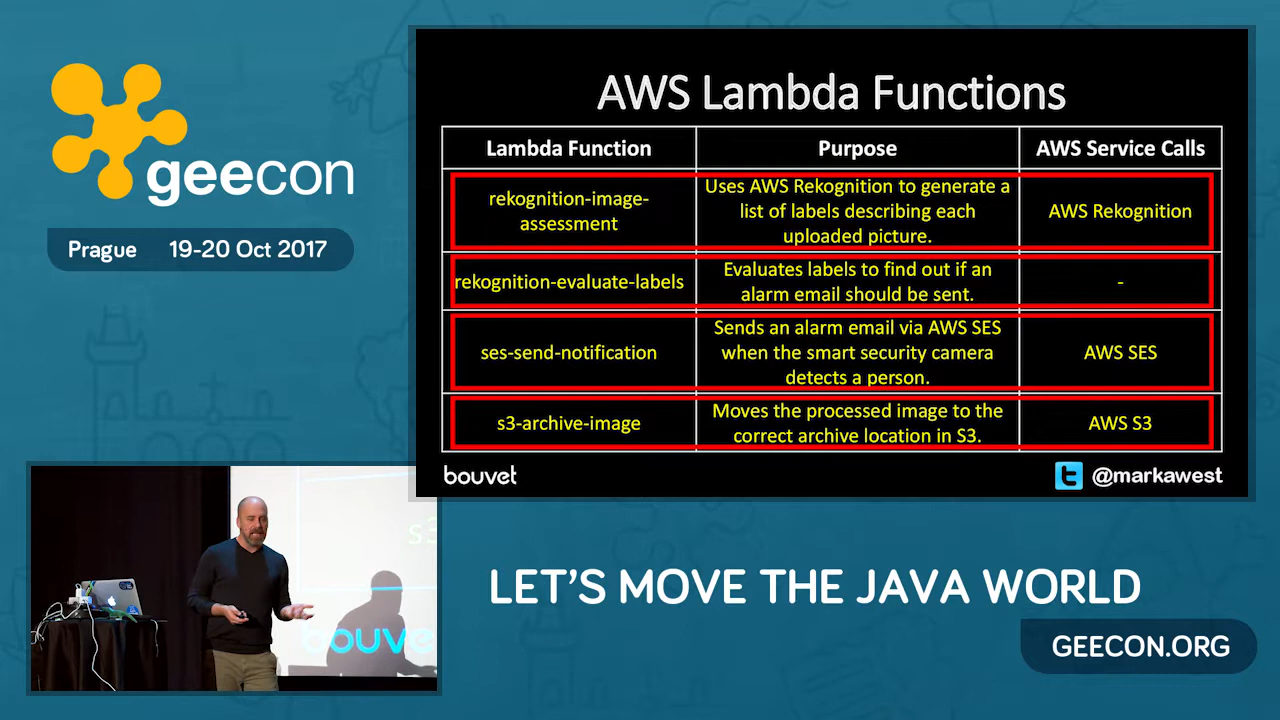 geecon
Prague 19-20 Oct 2017
AWS Lambda Functions
Lambda Function
Purpose
AWS Service Calls
rekognition-image-
assessment
Uses AWS Rekognition to generate a
list of labels describing each
uploaded picture.
AWS Rekognition
rekognition-evaluate-labels
Evaluates labels to find out if an
alarm email should be sent.
-
ses-send-notification
Sends an alarm email via AWS SES
when the smart security camera
detects a person.
AWS SES
s3-archive-image
Moves the processed image to the
correct archive location in S3.
AWS S3
bouvet
@markawest
s3
bouve
LET'S MOVE THE JAVA WORLD
GEECON.ORG